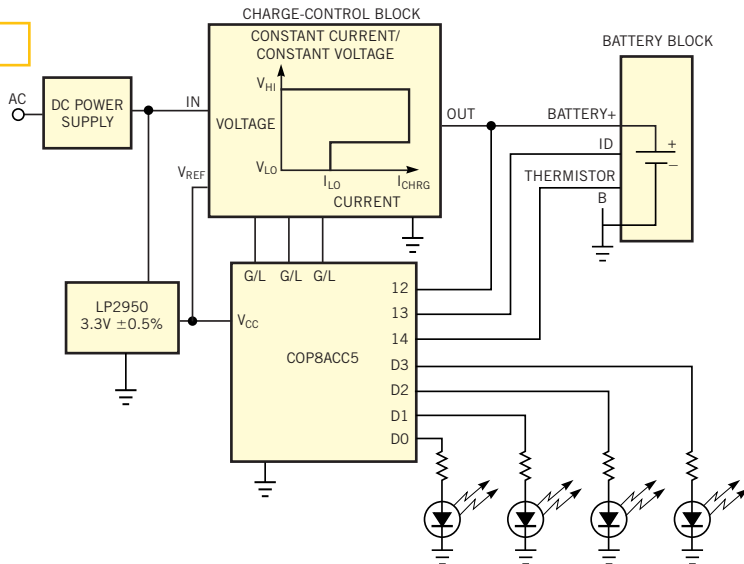 CHARGE-CONTROL BLOCK
CONSTANT CURRENT/
CONSTANT VOLTAGE
BATTERY BLOCK
AC
DC POWER
SUPPLY
IN
VHI
VOLTAGE
VLO
ILO
ICHRG
CURRENT
OUT
BATTERY+
ID
THERMISTOR
B
+
–
VREF
LP2950
3.3V ±0.5%
G/L G/L G/L
VCC
COP8ACC5
12
13
14
D3
D2
D1
D0